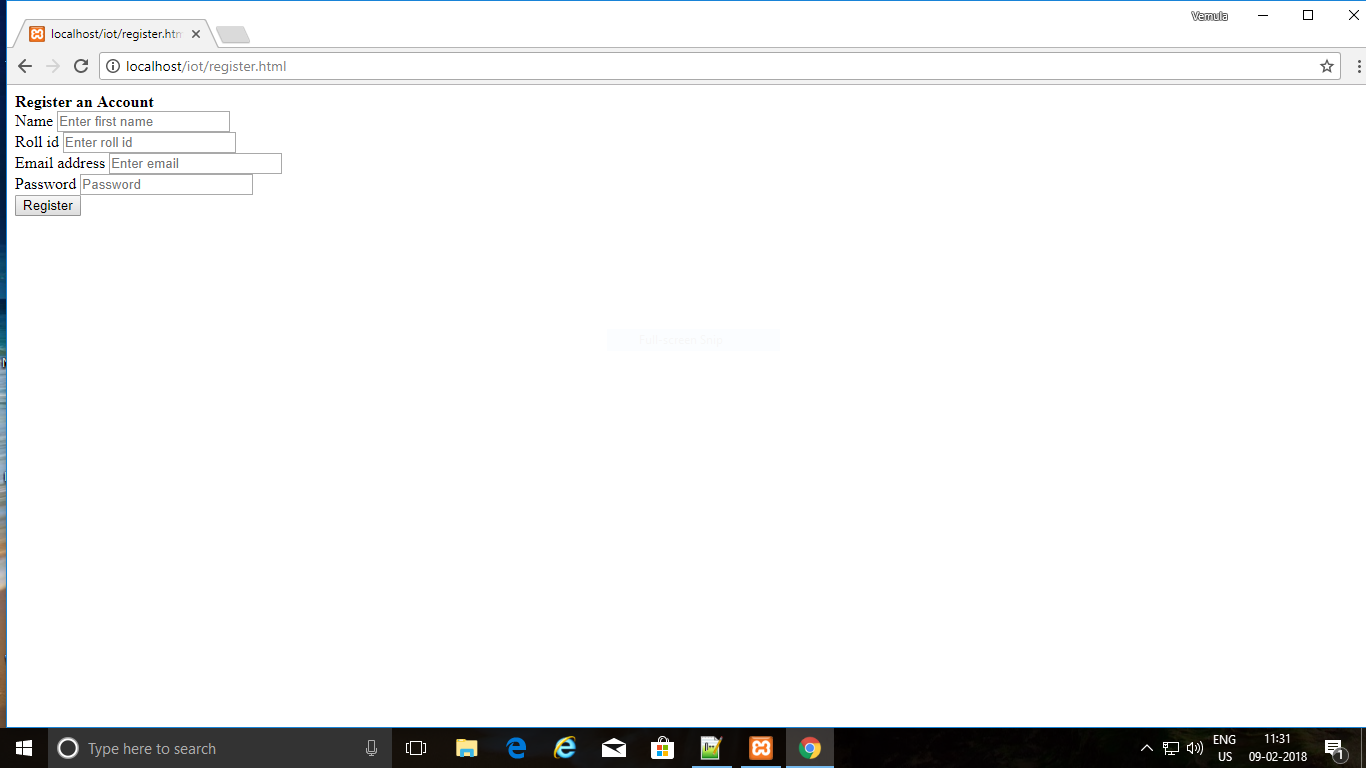 Vemula
localhost/iot/register.htm
localhost/iot/register.html
Register an Account
Name Enter first name
Roll id Enter roll id
Email address Enter email
Password Password
Register
Full-screen Snip
Type here to search
ENG
US
11:31
09-02-2018
1